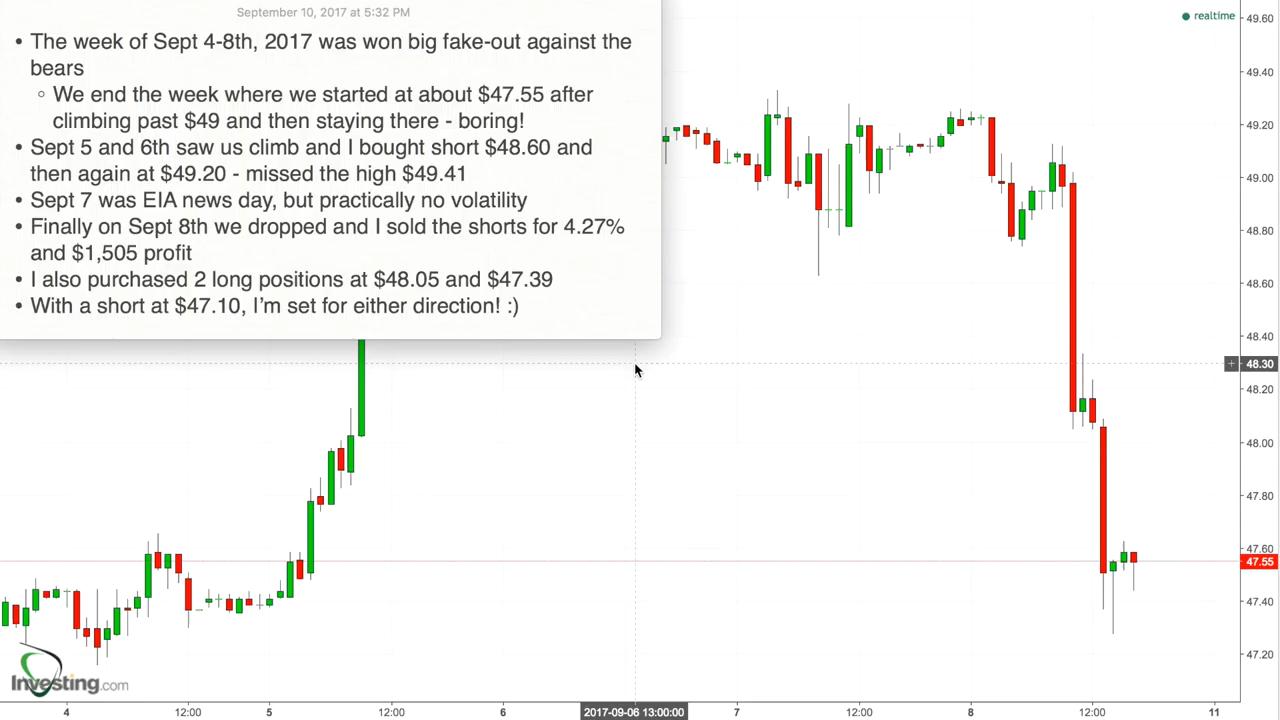 September 10, 2017 at 5:32 PM
• The week of Sept 4-8th, 2017 was won big fake-out against the
bears
◦ We end the week where we started at about $47.55 after
climbing past $49 and then staying there - boring!
• Sept 5 and 6th saw us climb and I bought short $48.60 and
then again at $49.20 - missed the high $49.41
• Sept 7 was EIA news day, but practically no volatility
• Finally on Sept 8th we dropped and I sold the shorts for 4.27%
and $1,505 profit
• I also purchased 2 long positions at $48.05 and $47.39
• With a short at $47.10, I'm set for either direction! :)
realtime
49.60
49.40
49.20
49.00
48.80
48.60
48.40
48.30
48.20
48.00
47.80
47.60
47.55
47.40
47.20
Investing.com
4 12:00 5 12:00 6 2017-09-06 13:00:00 7 12:00 8 12:00 11